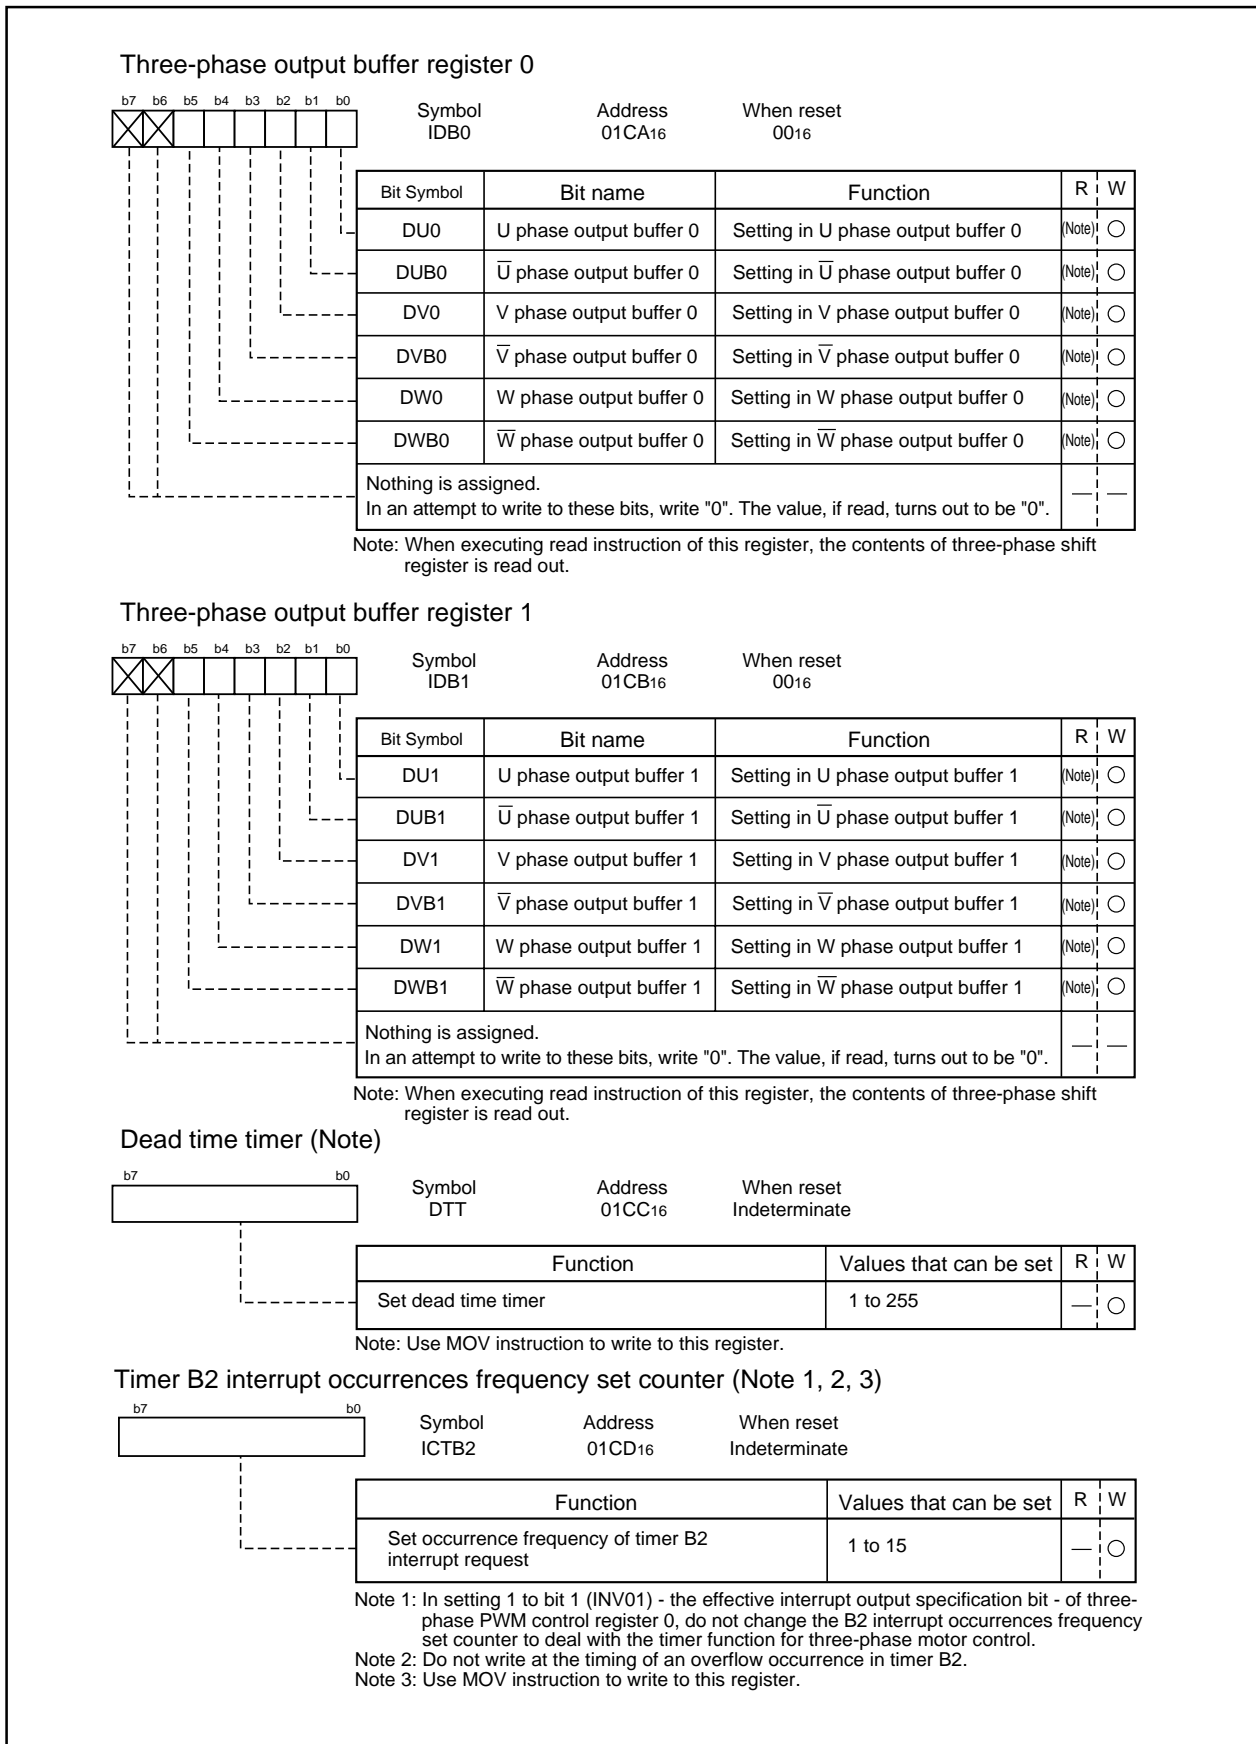 Three-phase output buffer register 0
b7 b6 b5 b4 b3 b2 b1 b0
Symbol Address When reset
IDB0 01CA16 0016
Bit Symbol Bit name Function R W
DU0 U phase output buffer 0 Setting in U phase output buffer 0 (Note) ○
DUB0 U̅ phase output buffer 0 Setting in U̅ phase output buffer 0 (Note) ○
DV0 V phase output buffer 0 Setting in V phase output buffer 0 (Note) ○
DVB0 V̅ phase output buffer 0 Setting in V̅ phase output buffer 0 (Note) ○
DW0 W phase output buffer 0 Setting in W phase output buffer 0 (Note) ○
DWB0 W̅ phase output buffer 0 Setting in W̅ phase output buffer 0 (Note) ○
Nothing is assigned.
In an attempt to write to these bits, write "0". The value, if read, turns out to be "0". — —
Note: When executing read instruction of this register, the contents of three-phase shift
register is read out.
Three-phase output buffer register 1
b7 b6 b5 b4 b3 b2 b1 b0
Symbol Address When reset
IDB1 01CB16 0016
Bit Symbol Bit name Function R W
DU1 U phase output buffer 1 Setting in U phase output buffer 1 (Note) ○
DUB1 U̅ phase output buffer 1 Setting in U̅ phase output buffer 1 (Note) ○
DV1 V phase output buffer 1 Setting in V phase output buffer 1 (Note) ○
DVB1 V̅ phase output buffer 1 Setting in V̅ phase output buffer 1 (Note) ○
DW1 W phase output buffer 1 Setting in W phase output buffer 1 (Note) ○
DWB1 W̅ phase output buffer 1 Setting in W̅ phase output buffer 1 (Note) ○
Nothing is assigned.
In an attempt to write to these bits, write "0". The value, if read, turns out to be "0". — —
Note: When executing read instruction of this register, the contents of three-phase shift
register is read out.
Dead time timer (Note)
b7 b0
Symbol Address When reset
DTT 01CC16 Indeterminate
Function Values that can be set R W
Set dead time timer 1 to 255 — ○
Note: Use MOV instruction to write to this register.
Timer B2 interrupt occurrences frequency set counter (Note 1, 2, 3)
b7 b0
Symbol Address When reset
ICTB2 01CD16 Indeterminate
Function Values that can be set R W
Set occurrence frequency of timer B2
interrupt request 1 to 15 — ○
Note 1: In setting 1 to bit 1 (INV01) - the effective interrupt output specification bit - of three-
phase PWM control register 0, do not change the B2 interrupt occurrences frequency
set counter to deal with the timer function for three-phase motor control.
Note 2: Do not write at the timing of an overflow occurrence in timer B2.
Note 3: Use MOV instruction to write to this register.